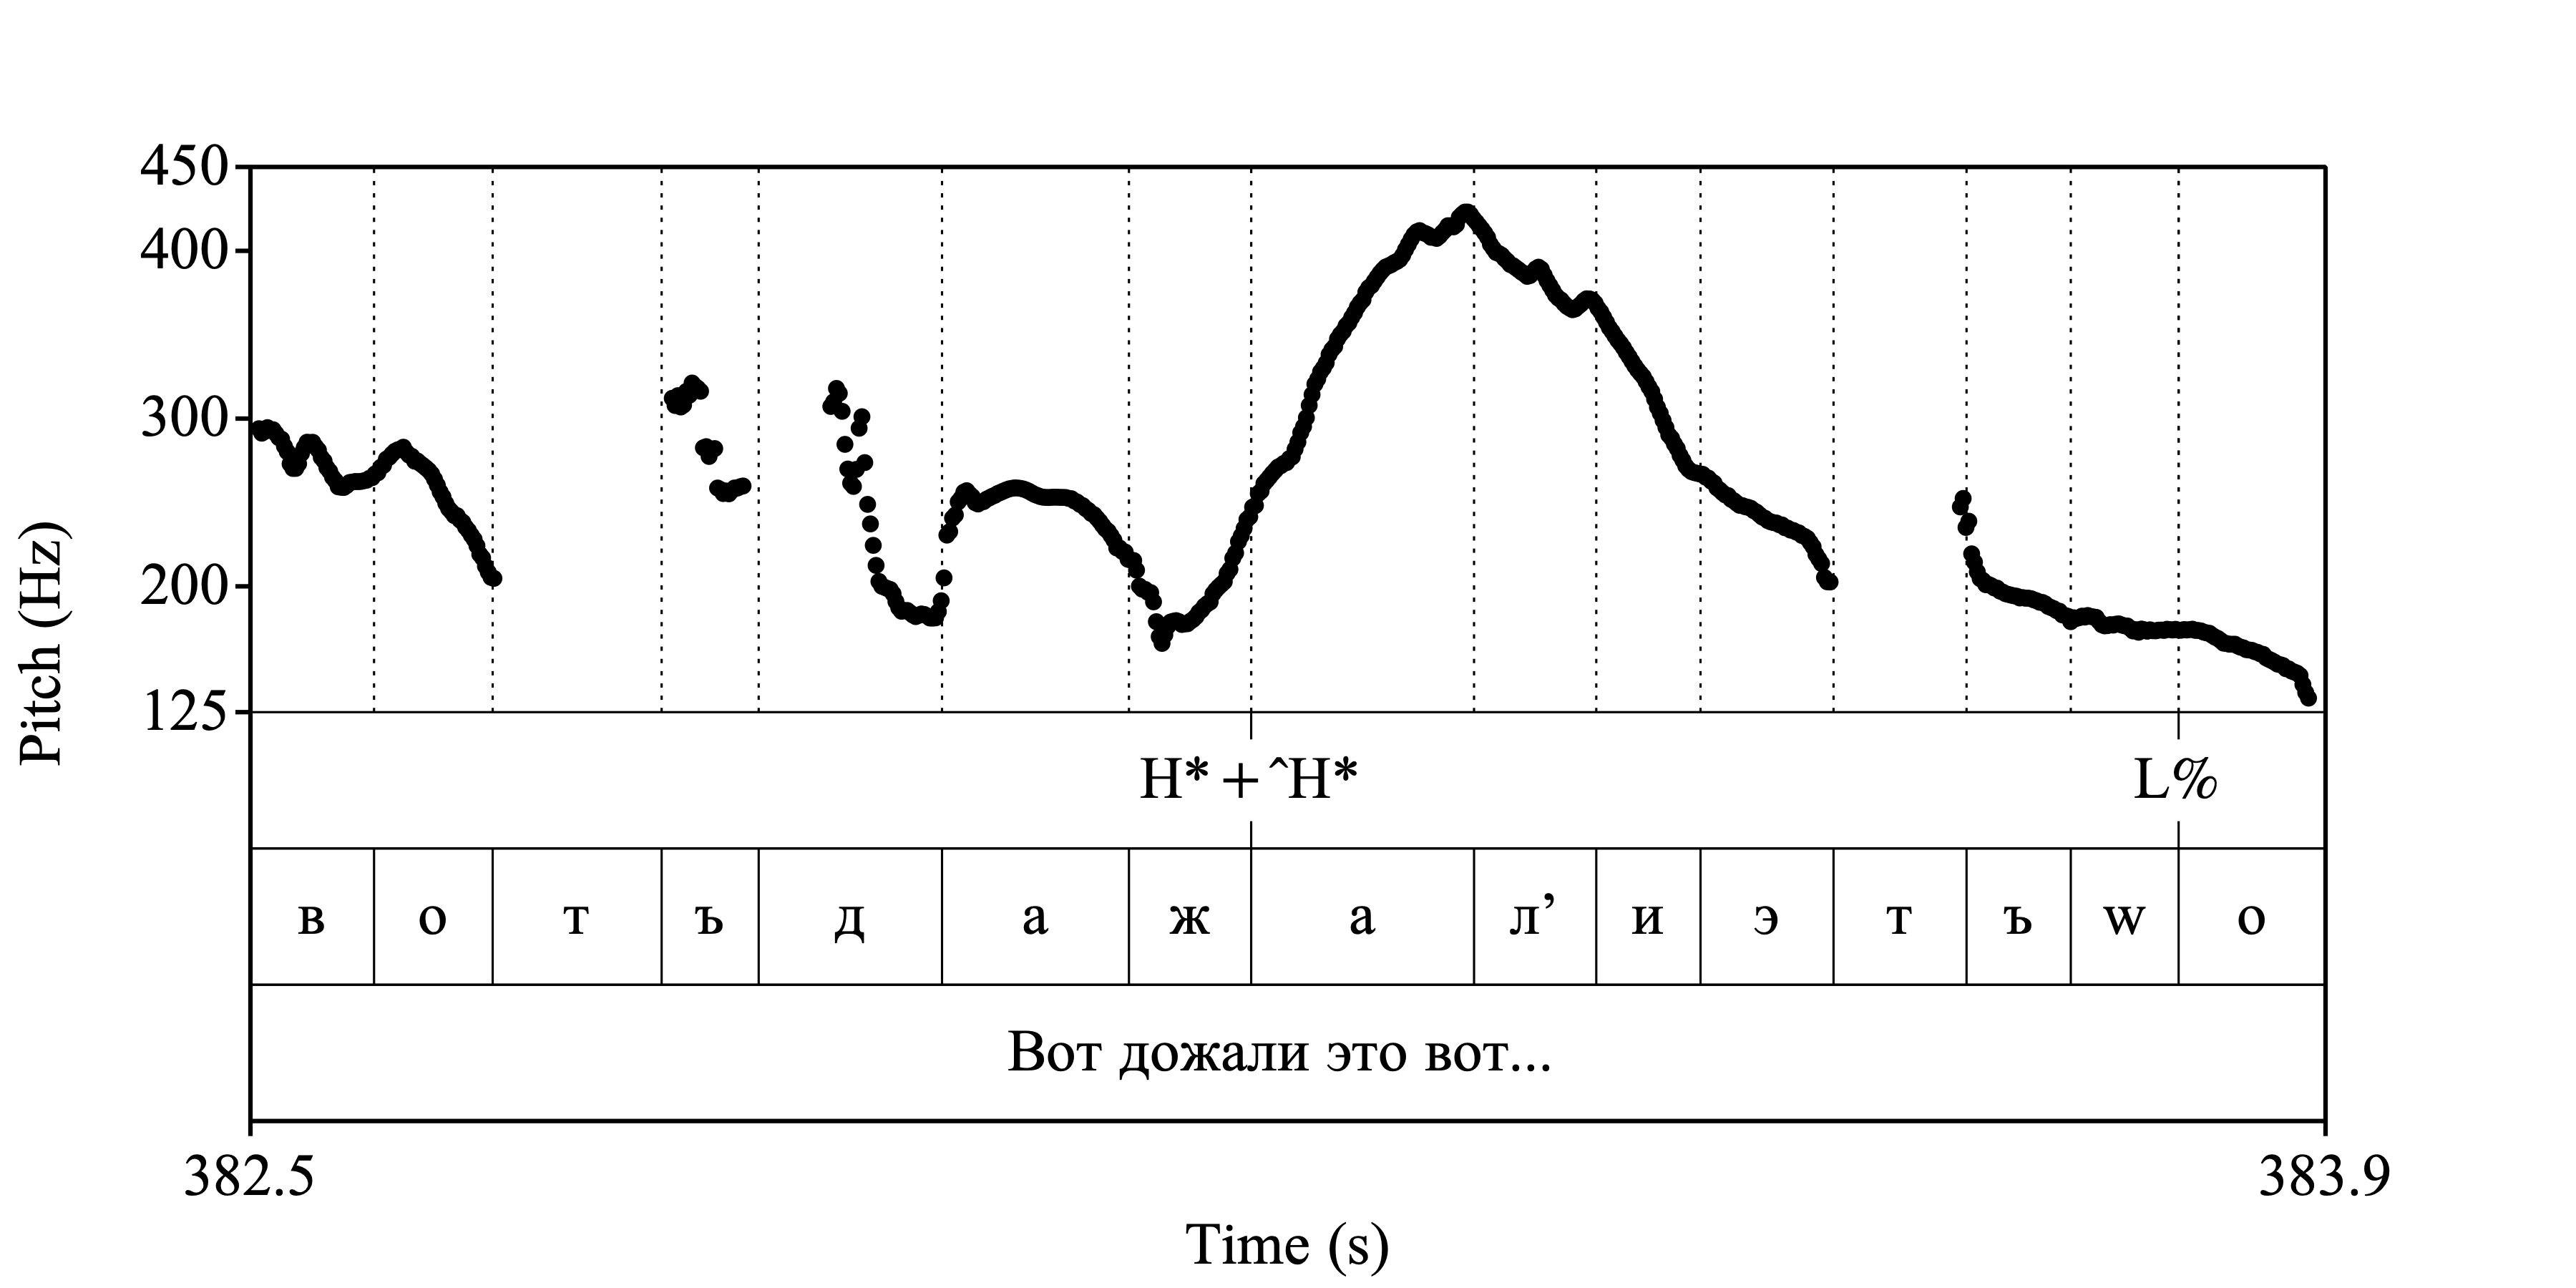 450
400
300
200
125
Pitch (Hz)
H* + ˆH* L%
в о т ъ д а ж а л’ и э т ъ w о
Вот дожали это вот...
382.5 383.9
Time (s)